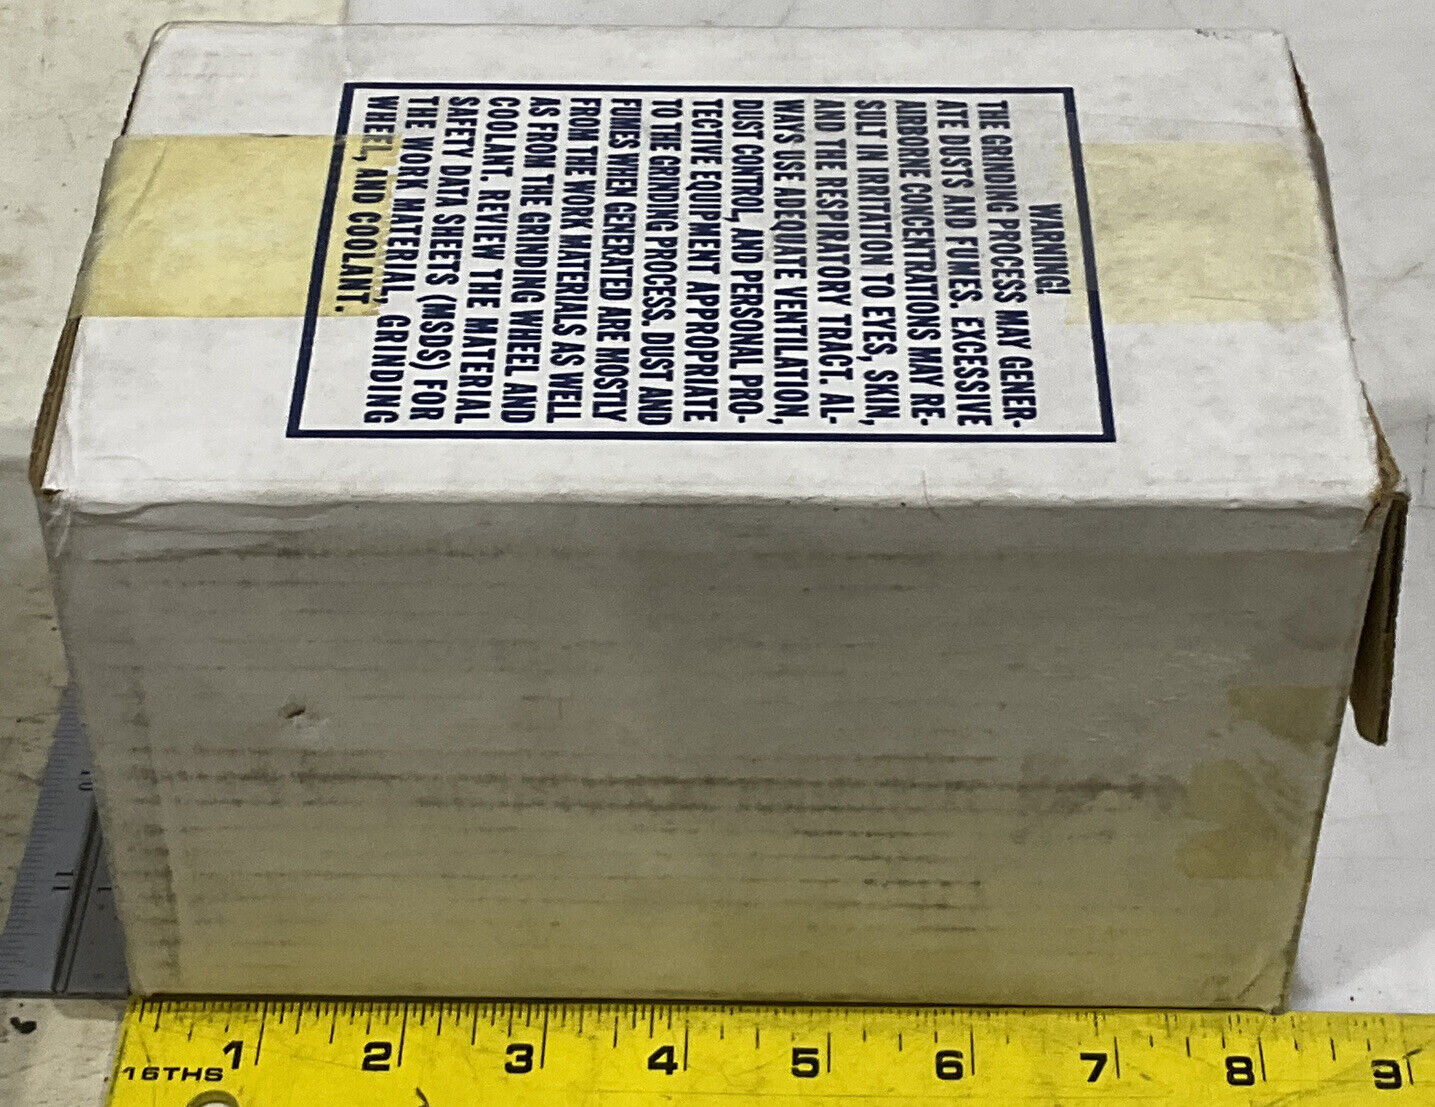 WARNING!
THE GRINDING PROCESS MAY GENER-
ATE DUSTS AND FUMES. EXCESSIVE
AIRBORNE CONCENTRATIONS MAY RE-
SULT IN IRRITATION TO EYES, SKIN,
AND THE RESPIRATORY TRACT. AL-
WAYS USE ADEQUATE VENTILATION,
DUST CONTROL, AND PERSONAL PRO-
TECTIVE EQUIPMENT APPROPRIATE
TO THE GRINDING PROCESS. DUST AND
FUMES WHEN GENERATED ARE MOSTLY
FROM THE WORK MATERIALS AS WELL
AS FROM THE GRINDING WHEEL AND
COOLANT. REVIEW THE MATERIAL
SAFETY DATA SHEETS (MSDS) FOR
THE WORK MATERIAL, GRINDING
WHEEL, AND COOLANT.
10
11
1
16THS 1 2 3 4 5 6 7 8 9